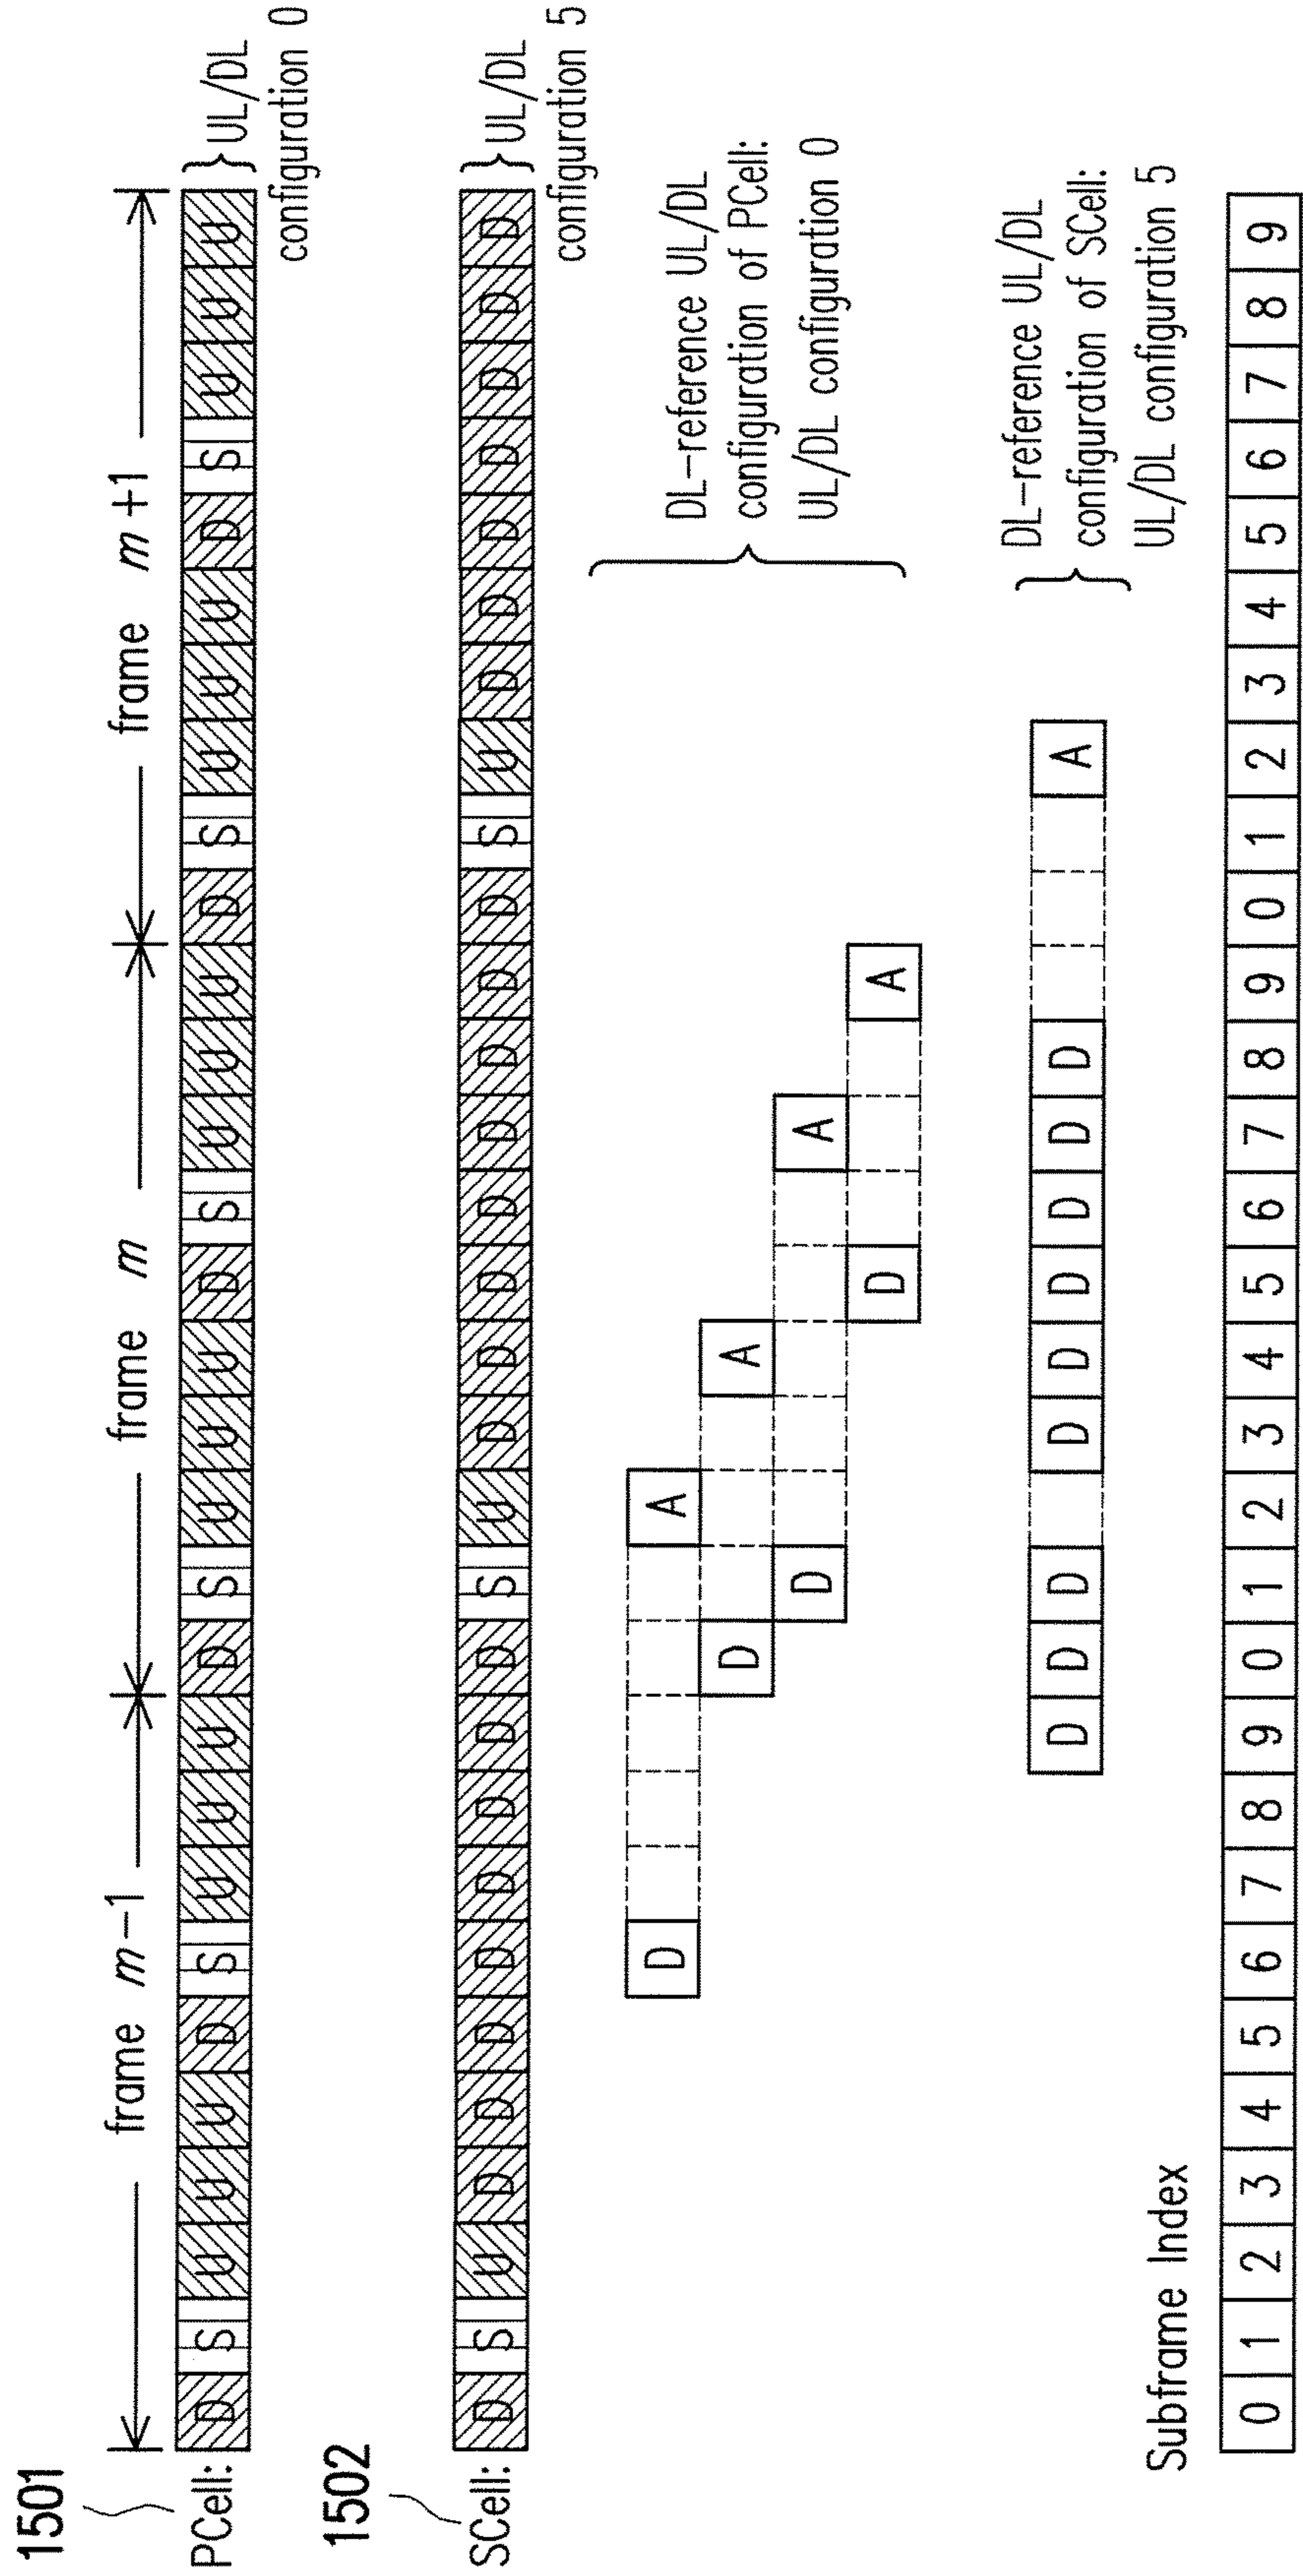 1501
frame m-1 frame m frame m+1
PCell: D S U U U D S U U U D S U U U D S U U U D S U U U D S U U U UL/DL
configuration 0
1502
SCell: D S U D D D D D D D D S U D D D D D D D D S U D D D D D D D UL/DL
configuration 5
D A
D A
D A
D A
DL-reference UL/DL
configuration of PCell:
UL/DL configuration 0
D D D D D D D D D A
DL-reference UL/DL
configuration of SCell:
UL/DL configuration 5
Subframe Index
0 1 2 3 4 5 6 7 8 9 0 1 2 3 4 5 6 7 8 9 0 1 2 3 4 5 6 7 8 9